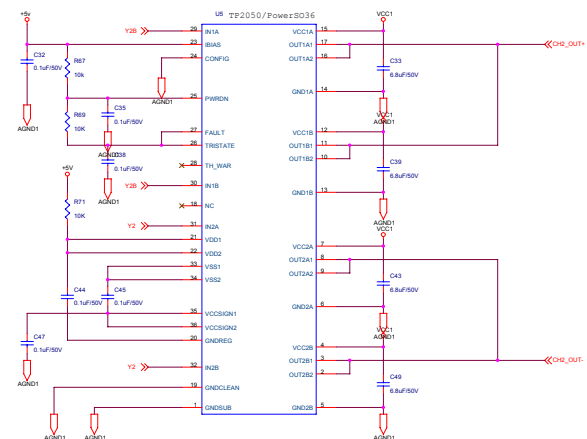 U5 TP2050/PowerSO36
+5v
Y2B
29 IN1A
23 IBIAS
24 CONFIG
25 PWRDN
27 FAULT
26 TRISTATE
28 TH_WAR
Y2B
30 IN1B
18 NC
Y2
31 IN2A
21 VDD1
22 VDD2
33 VSS1
34 VSS2
35 VCCSIGN1
36 VCCSIGN2
20 GNDREG
Y2
32 IN2B
19 GNDCLEAN
1 GNDSUB
VCC1A 15
OUT1A1 17
OUT1A2 16
GND1A 14
VCC1B 12
OUT1B1 11
OUT1B2 10
GND1B 13
VCC2A 7
OUT2A1 8
OUT2A2 9
GND2A 6
VCC2B 4
OUT2B1 3
OUT2B2 2
GND2B 5
C32
0.1uF/50V
AGND1
R67
10k
AGND1
R69
10K
C35
0.1uF/50V
AGND1
C38
0.1uF/50V
AGND1
+5V
R71
10K
C44
0.1uF/50V
C45
0.1uF/50V
C47
0.1uF/50V
AGND1
AGND1
AGND1
VCC1
CH2_OUT+
C33
6.8uF/50V
VCC1
AGND1
C39
6.8uF/50V
AGND1
VCC1
C43
6.8uF/50V
VCC1
AGND1
CH2_OUT-
C49
6.8uF/50V
AGND1